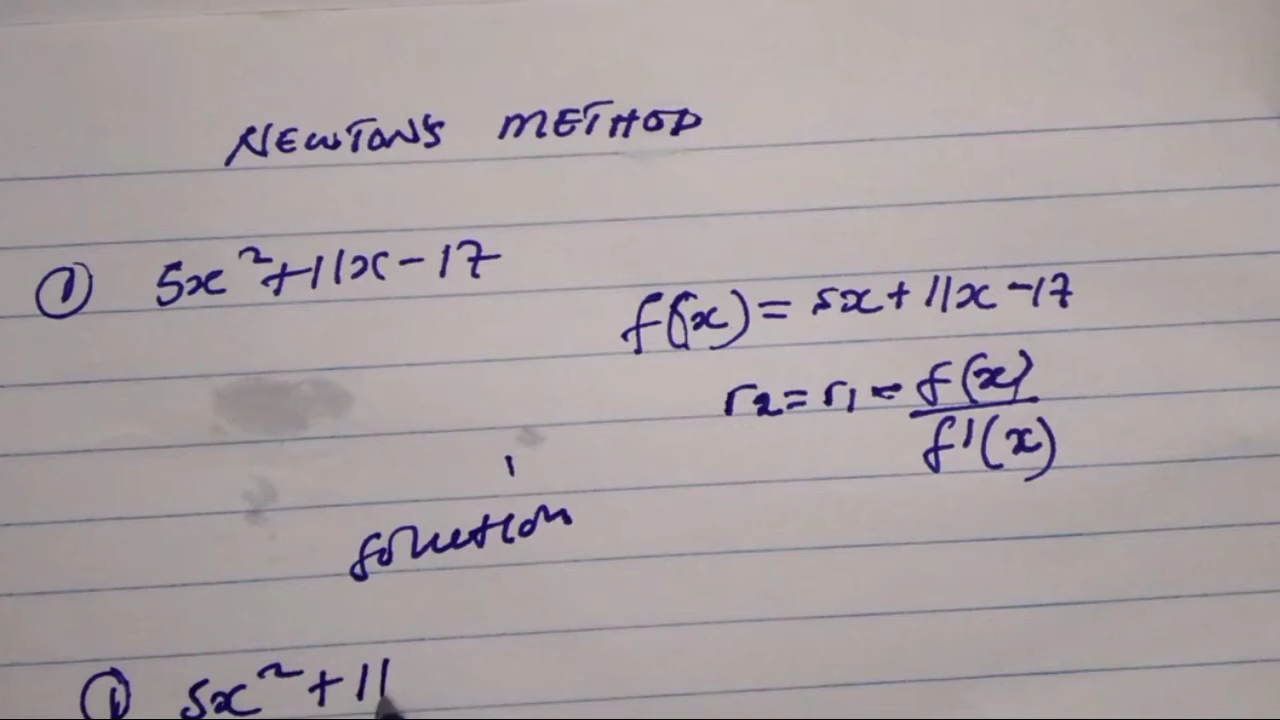 NEWTON'S METHOD
① 5x²+11x-17
f(x)= 5x+11x-17
r₂=r₁-f(x)/f'(x)
solution
① 5x²+11